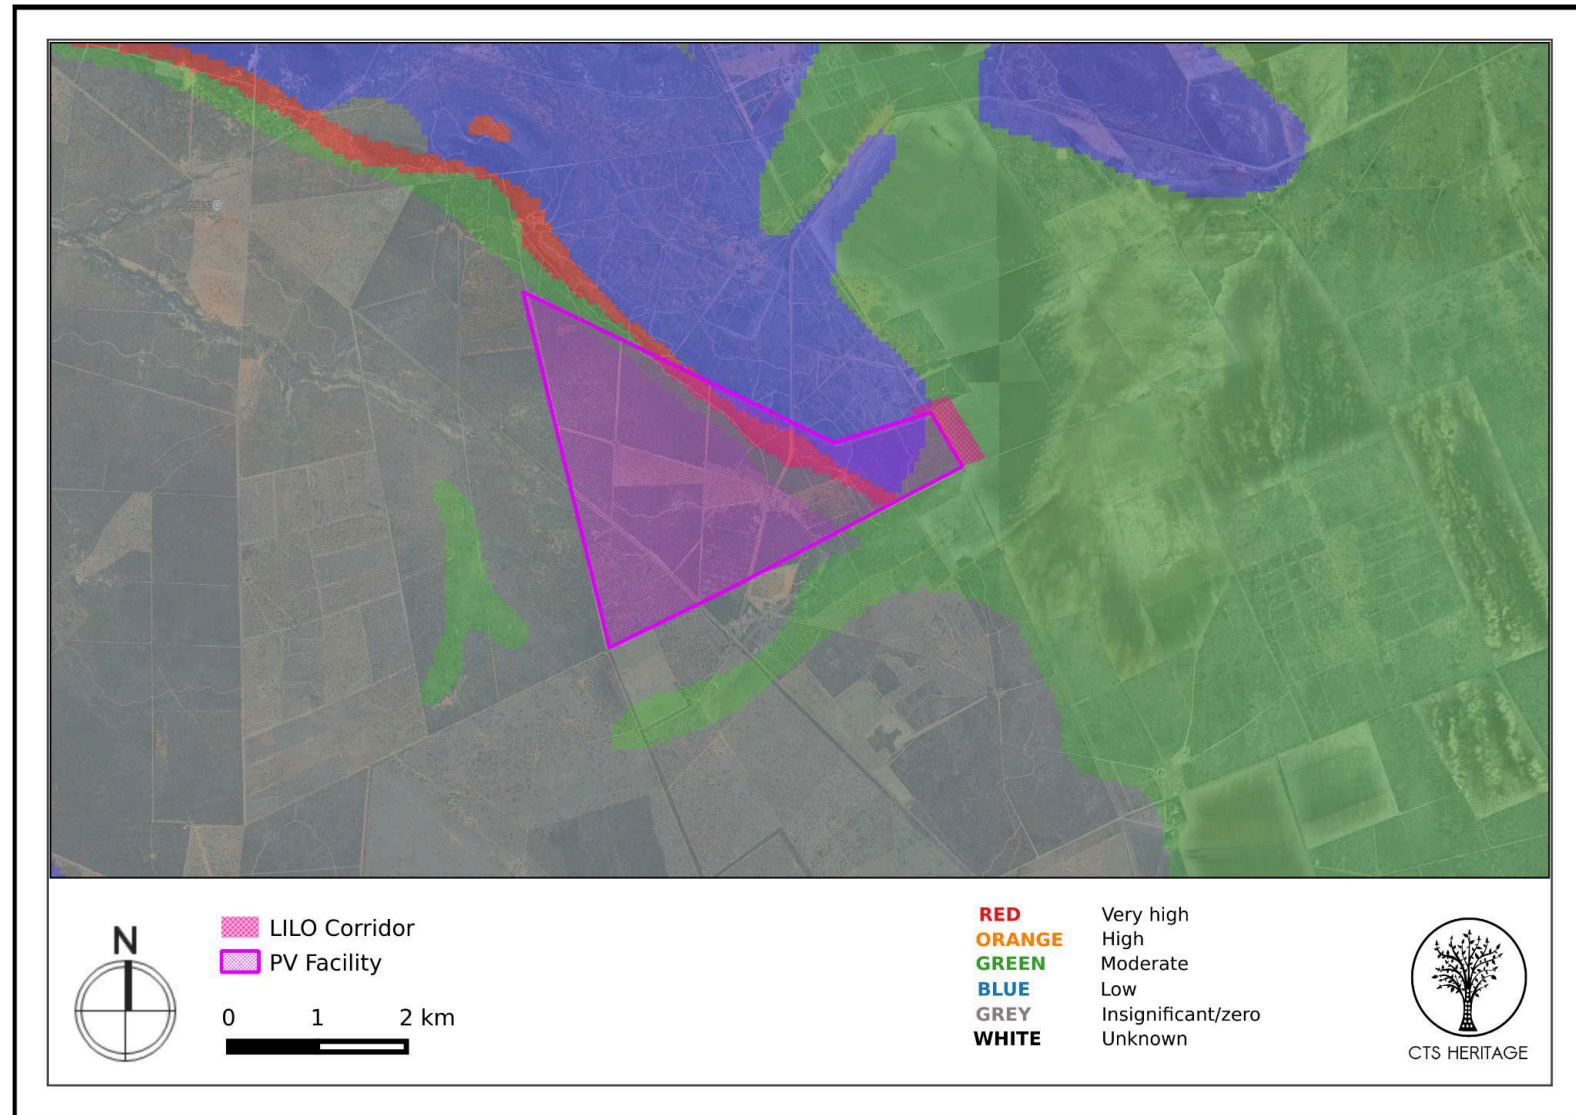 N
LILO Corridor
PV Facility
0 1 2 km
RED Very high
ORANGE High
GREEN Moderate
BLUE Low
GREY Insignificant/zero
WHITE Unknown
CTS HERITAGE